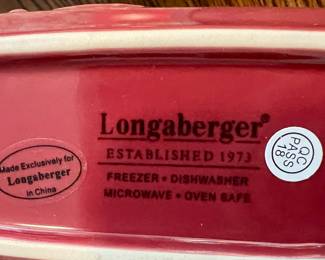 Longaberger®
ESTABLISHED 1973
FREEZER • DISHWASHER
MICROWAVE • OVEN SAFE
Made Exclusively for
Longaberger
in China
QC
PASS
18